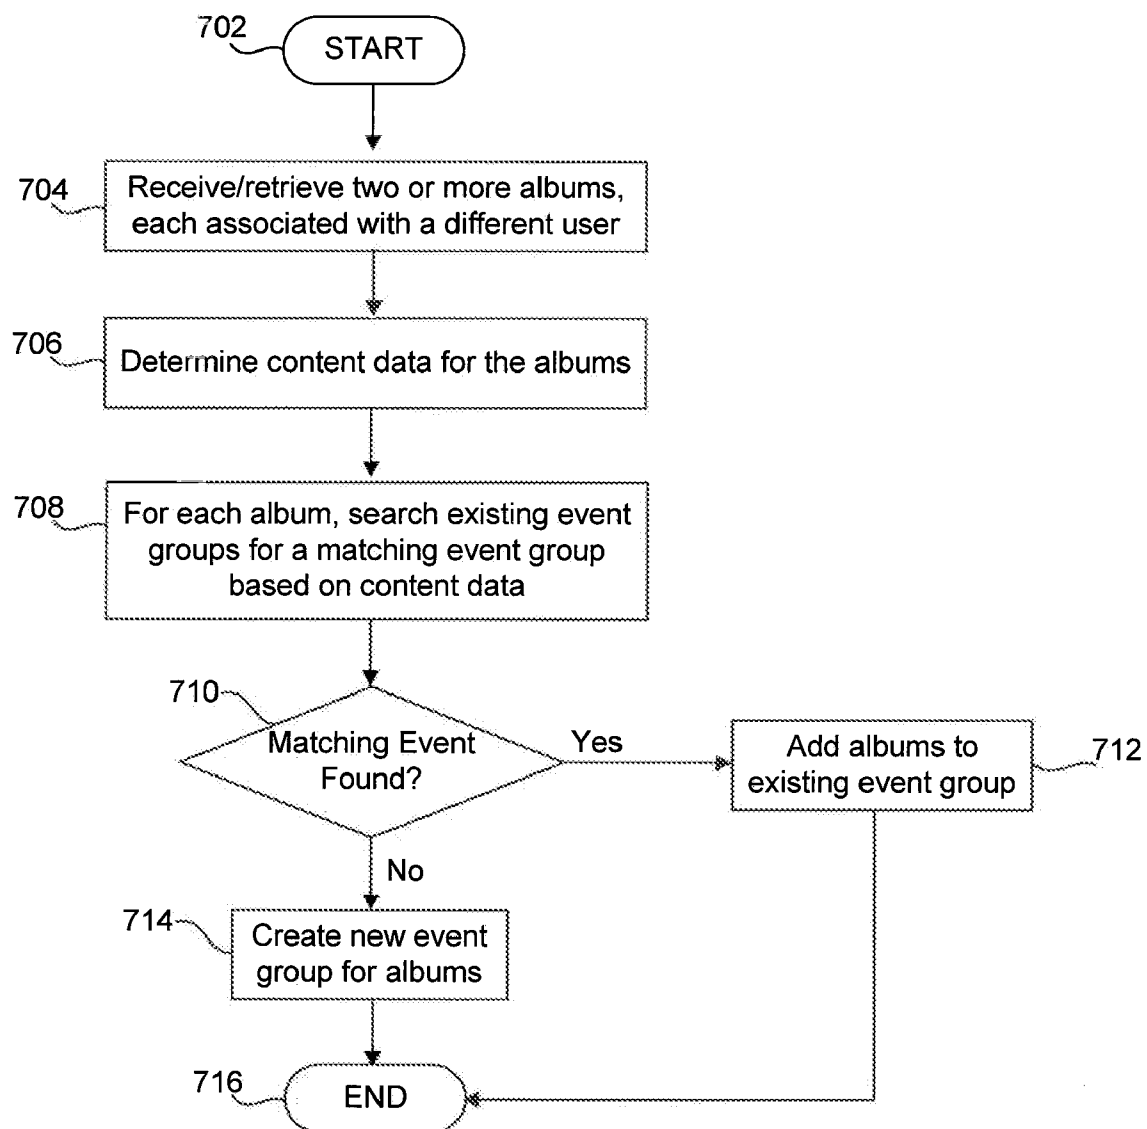 702
START
704
Receive/retrieve two or more albums,
each associated with a different user
706
Determine content data for the albums
708
For each album, search existing event
groups for a matching event group
based on content data
710
Matching Event
Found?
Yes
Add albums to
existing event group
712
No
714
Create new event
group for albums
716
END